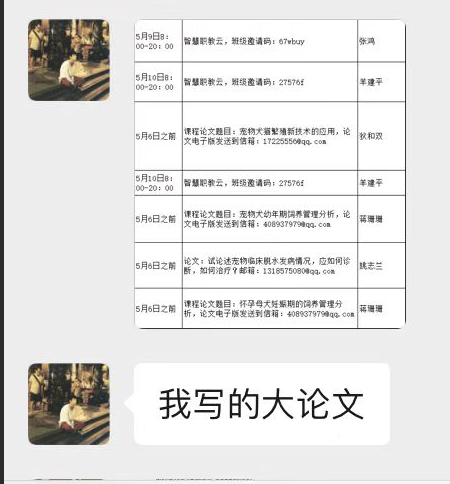 5月9日8：
00-20：00
智慧职教云，班级邀请码：67wbuy
张鸿
5月10日8：
00-20：00
智慧职教云，班级邀请码：27576f
羊建平
5月6日之前
课程论文题目：宠物犬猫繁殖新技术的应用，论
文电子版发送到信箱：17225556@qq.com
狄和双
5月10日8：
00-20：00
智慧职教云，班级邀请码：27576f
羊建平
5月6日之前
课程论文题目：宠物犬幼年期饲养管理分析，论
文电子版发送到信箱：408937979@qq.com
蒋珊珊
5月6日之前
论文：试论述宠物临床脱水发病情况，应如何诊
断，如何治疗？邮箱：1318575080@qq.com
姚志兰
5月6日之前
课程论文题目：怀孕母犬妊娠期的饲养管理分
析，论文电子版发送到信箱：408937979@qq.com
蒋珊珊
我写的大论文